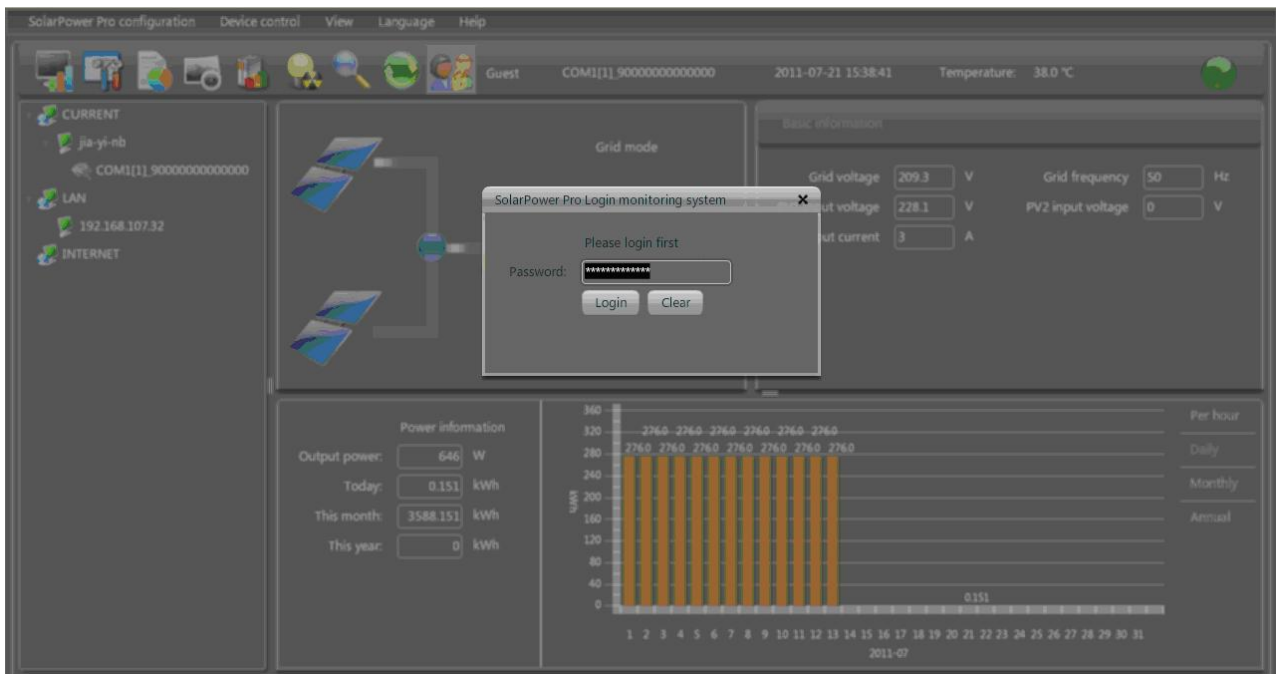 SolarPower Pro configuration Device control View Language Help
Guest COM1[1]_90000000000000 2011-07-21 15:38:41 Temperature: 38.0 ℃
CURRENT
jia-yi-nb
COM1[1]_90000000000000
LAN
192.168.107.32
INTERNET
Grid mode
Basic information
Grid voltage 209.3 V Grid frequency 50 Hz
ut voltage 228.1 V PV2 input voltage 0 V
ut current 3 A
SolarPower Pro Login monitoring system
Please login first
Password: *************
Login Clear
Power information
Output power: 646 W
Today: 0.151 kWh
This month: 3588.151 kWh
This year: 0 kWh
kWh
360
320
280
240
200
160
120
80
40
0
276.0 276.0 276.0 276.0 276.0 276.0
276.0 276.0 276.0 276.0 276.0 276.0 276.0
0.151
1 2 3 4 5 6 7 8 9 10 11 12 13 14 15 16 17 18 19 20 21 22 23 24 25 26 27 28 29 30 31
2011-07
Per hour
Daily
Monthly
Annual